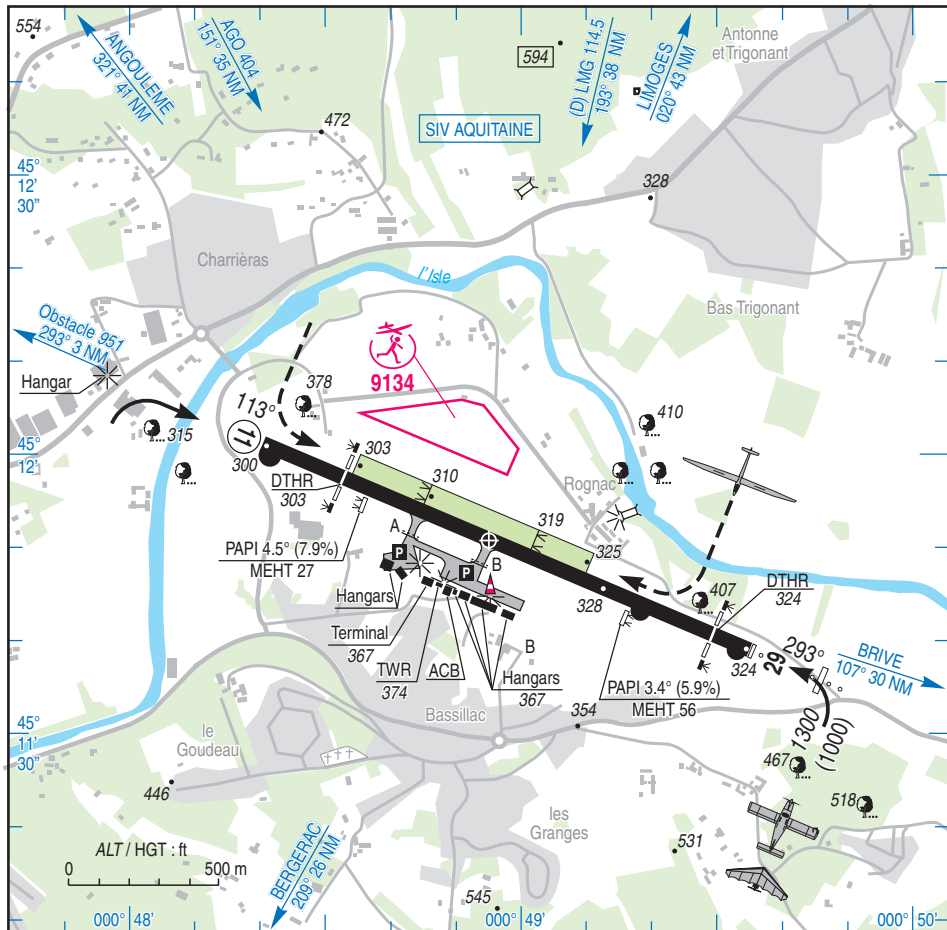 554
ANGOULEME
321° 41 NM
AGO 404
151° 35 NM
594
(D) LMG 114.5
193° 38 NM
LIMOGES
020° 43 NM
Antonne
et Trigonant
472
SIV AQUITAINE
45°
12'
30"
328
Charriéras
l'Isle
Bas Trigonant
Obstacle 951
293° 3 NM
Hangar
9134
378
113°
410
315
45°
12'
11
300
303
DTHR
303
310
Rognac
319
325
A
P
PAPI 4.5° (7.9%)
MEHT 27
P
B
407
DTHR
324
Hangars
328
Terminal
367
B
324
29
293°
BRIVE
107° 30 NM
TWR
374
ACB
Hangars
367
PAPI 3.4° (5.9%)
MEHT 56
Bassillac
354
1300
(1000)
45°
11'
30"
le
Goudeau
467
446
518
les
Granges
531
ALT / HGT : ft
0 500 m
BERGERAC
209° 26 NM
545
000° 48'
000° 49'
000° 50'